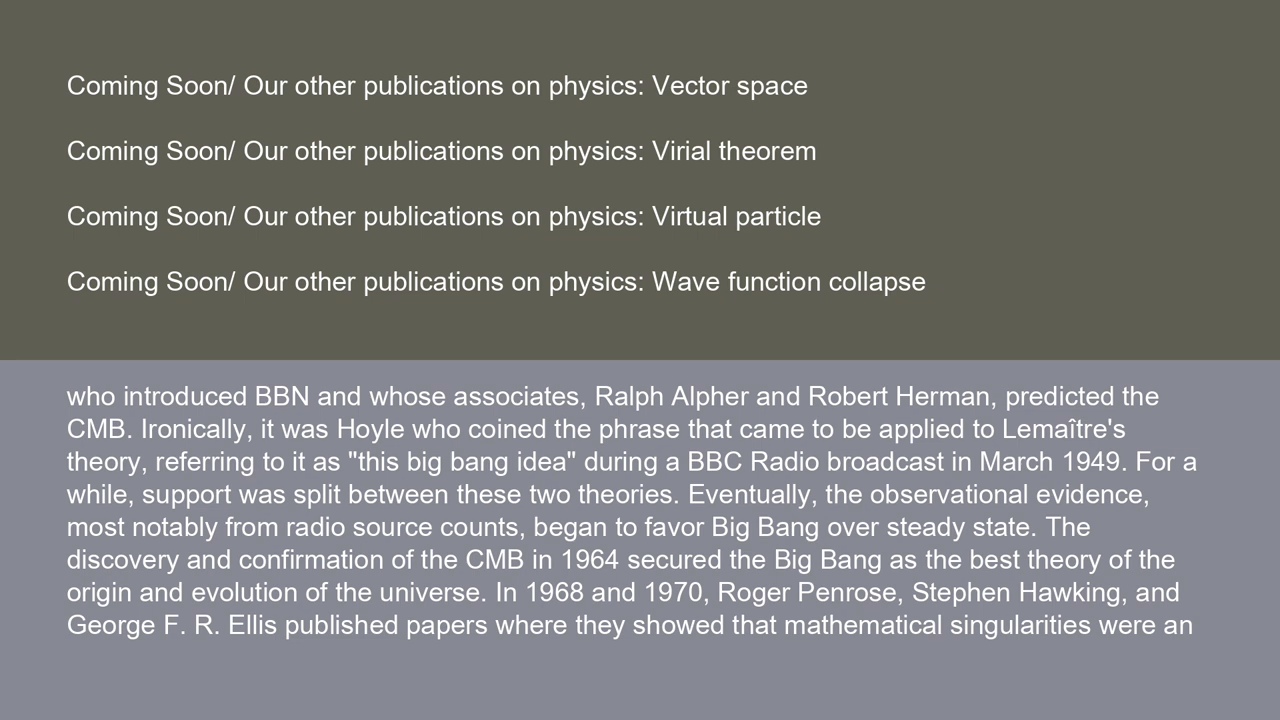 Coming Soon/ Our other publications on physics: Vector space
Coming Soon/ Our other publications on physics: Virial theorem
Coming Soon/ Our other publications on physics: Virtual particle
Coming Soon/ Our other publications on physics: Wave function collapse
who introduced BBN and whose associates, Ralph Alpher and Robert Herman, predicted the
CMB. Ironically, it was Hoyle who coined the phrase that came to be applied to Lemaître's
theory, referring to it as "this big bang idea" during a BBC Radio broadcast in March 1949. For a
while, support was split between these two theories. Eventually, the observational evidence,
most notably from radio source counts, began to favor Big Bang over steady state. The
discovery and confirmation of the CMB in 1964 secured the Big Bang as the best theory of the
origin and evolution of the universe. In 1968 and 1970, Roger Penrose, Stephen Hawking, and
George F. R. Ellis published papers where they showed that mathematical singularities were an